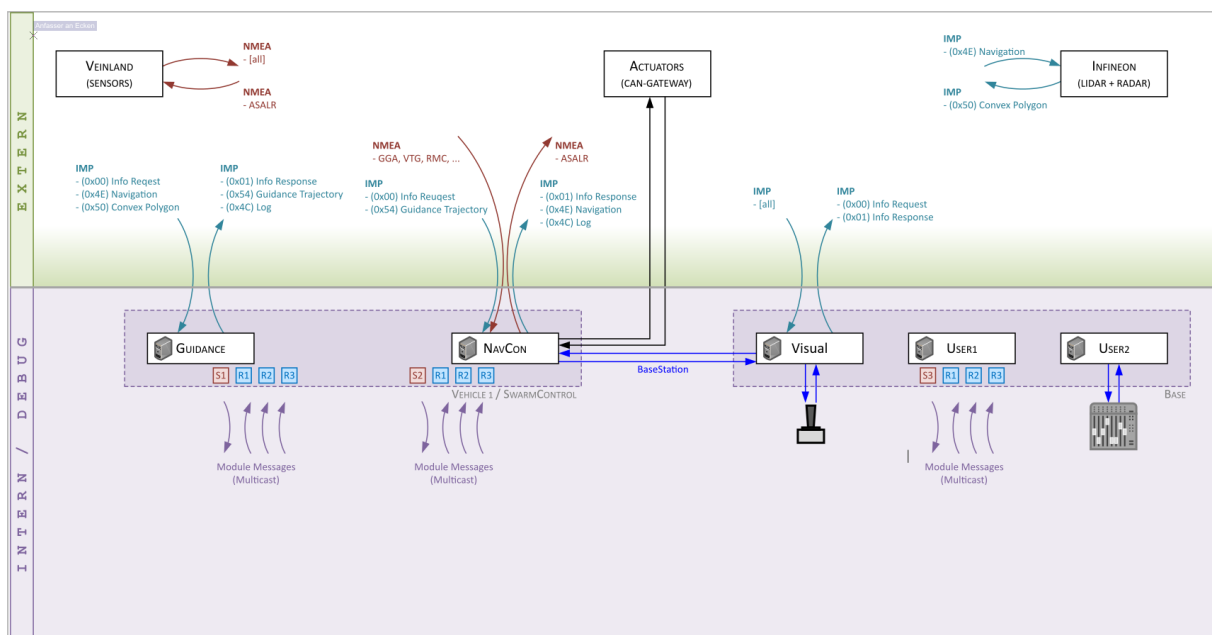 Anfasser an Ecken
EXTERN
VEINLAND
(SENSORS)
NMEA
- [all]
NMEA
- ASALR
ACTUATORS
(CAN-GATEWAY)
IMP
- (0x4E) Navigation
IMP
- (0x50) Convex Polygon
INFINEON
(LIDAR + RADAR)
IMP
- (0x00) Info Reqest
- (0x4E) Navigation
- (0x50) Convex Polygon
IMP
- (0x01) Info Response
- (0x54) Guidance Trajectory
- (0x4C) Log
NMEA
- GGA, VTG, RMC, ...
IMP
- (0x00) Info Reuqest
- (0x54) Guidance Trajectory
NMEA
- ASALR
IMP
- (0x01) Info Response
- (0x4E) Navigation
- (0x4C) Log
IMP
- [all]
IMP
- (0x00) Info Request
- (0x01) Info Response
INTERN / DEBUG
GUIDANCE
S1 R1 R2 R3
NAVCON
S2 R1 R2 R3
VEHICLE 1 / SWARMCONTROL
BaseStation
Visual
USER1
S3 R1 R2 R3
USER2
BASE
Module Messages
(Multicast)
Module Messages
(Multicast)
Module Messages
(Multicast)